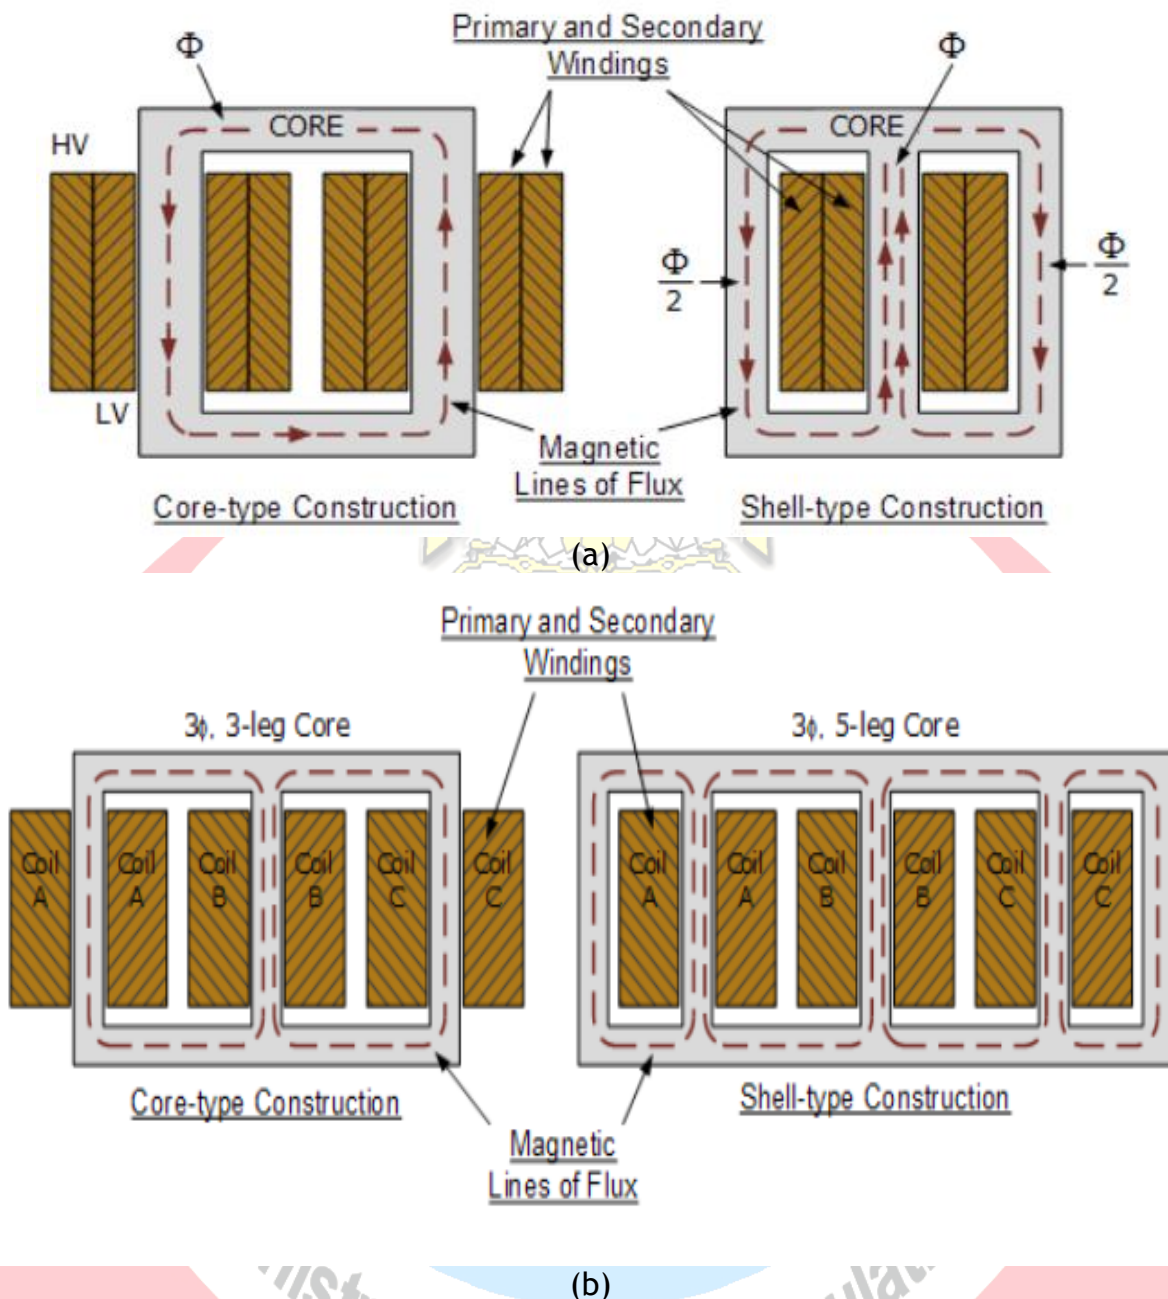 Primary and Secondary
Windings
Φ
Φ
CORE
CORE
HV
Φ
2
Φ
2
LV
Magnetic
Lines of Flux
Core-type Construction
Shell-type Construction
(a)
Primary and Secondary
Windings
3ϕ, 3-leg Core
3ϕ, 5-leg Core
Coil A
Coil A
Coil B
Coil B
Coil C
Coil C
Coil A
Coil A
Coil B
Coil B
Coil C
Coil C
Core-type Construction
Shell-type Construction
Magnetic
Lines of Flux
(b)